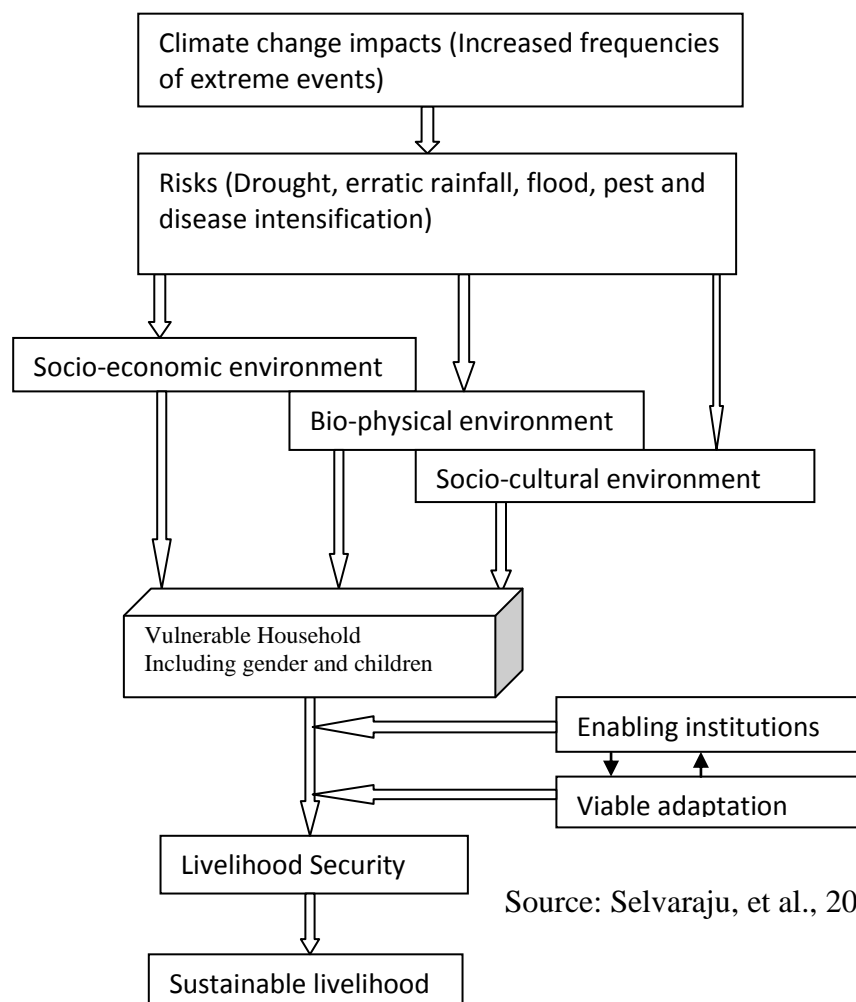 Climate change impacts (Increased frequencies
of extreme events)
Risks (Drought, erratic rainfall, flood, pest and
disease intensification)
Socio-economic environment
Bio-physical environment
Socio-cultural environment
Vulnerable Household
Including gender and children
Enabling institutions
Viable adaptation
Livelihood Security
Source: Selvaraju, et al., 20
Sustainable livelihood